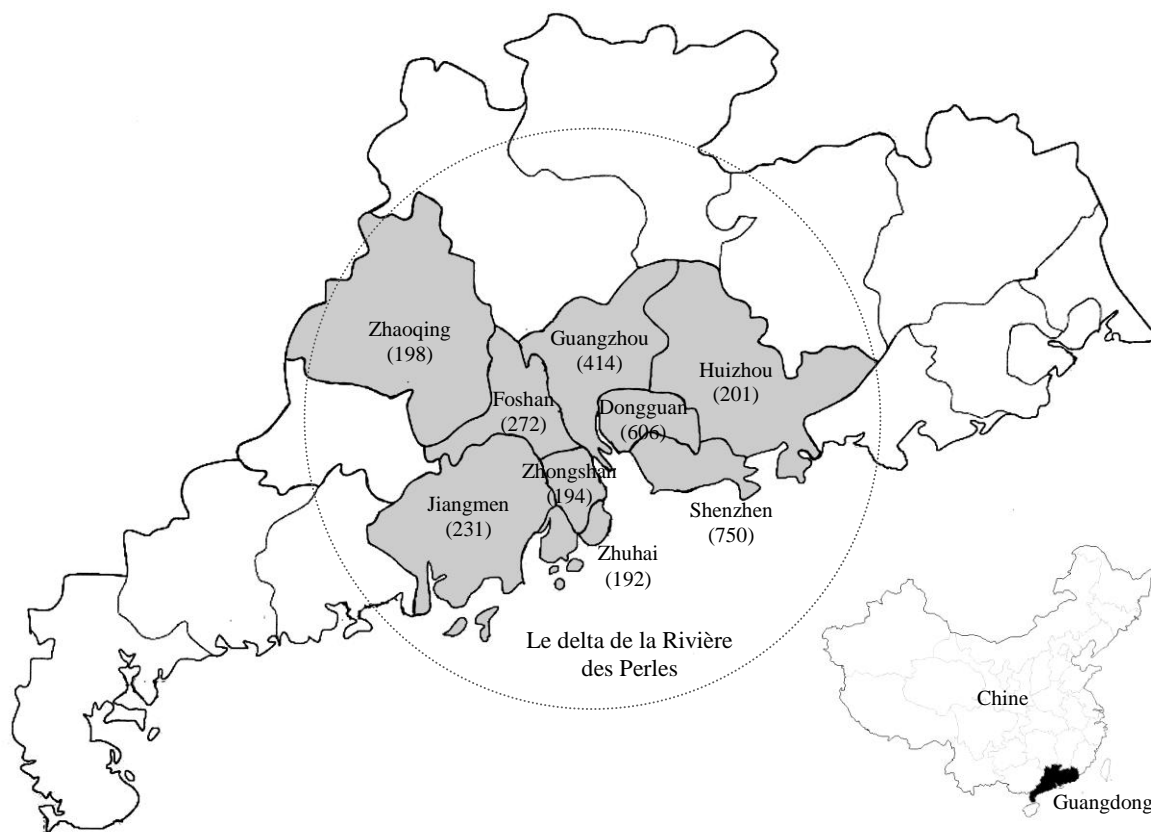 Zhaoqing
(198)
Guangzhou
(414)
Huizhou
(201)
Foshan
(272)
Dongguan
(606)
Zhongshan
(194)
Jiangmen
(231)
Shenzhen
(750)
Zhuhai
(192)
Le delta de la Rivière
des Perles
Chine
Guangdong